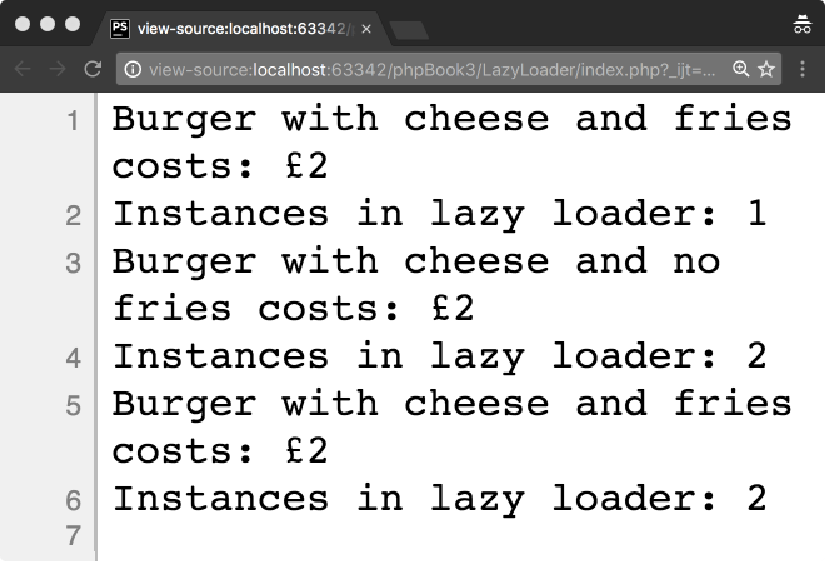 PS view-source:localhost:63342/
view-source:localhost:63342/phpBook3/LazyLoader/index.php?_ijt=...
1 Burger with cheese and fries
costs: £2
2 Instances in lazy loader: 1
3 Burger with cheese and no
fries costs: £2
4 Instances in lazy loader: 2
5 Burger with cheese and fries
costs: £2
6 Instances in lazy loader: 2
7